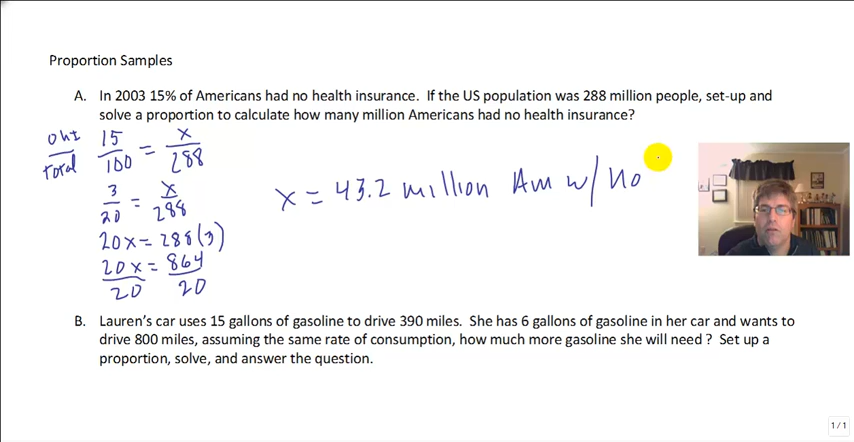 Proportion Samples
A. In 2003 15% of Americans had no health insurance. If the US population was 288 million people, set-up and
solve a proportion to calculate how many million Americans had no health insurance?
15/100 = x/288
total
3/20 = x/288
x = 43.2 million Am w/ No
20x = 288(3)
20x/20 = 864/20
B. Lauren's car uses 15 gallons of gasoline to drive 390 miles. She has 6 gallons of gasoline in her car and wants to
drive 800 miles, assuming the same rate of consumption, how much more gasoline she will need ? Set up a
proportion, solve, and answer the question.
1 / 1